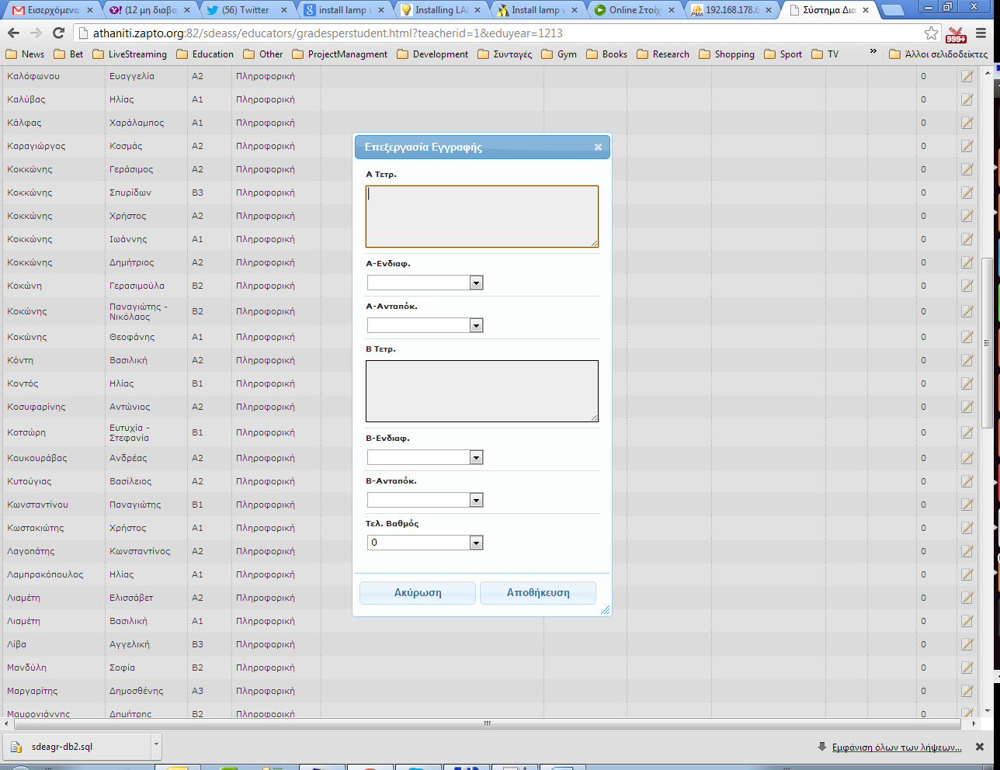 Εισερχόμενα
(12 μη διαβα
(56) Twitter
install lamp u
Installing LA
Install lamp v
Online Στοίχ
192.168.178.6
Σύστημα Δια
athaniti.zapto.org:82/sdeass/educators/gradesperstudent.html?teacherid=1&eduyear=1213
999+
News Bet LiveStreaming Education Other ProjectManagment Development Συνταγές Gym Books Research Shopping Sport TV » Άλλοι σελιδοδείκτες
Καλόφωνου Ευαγγελία A2 Πληροφορική 0
Καλύβας Ηλίας A1 Πληροφορική 0
Κάλφας Χαράλαμπος A1 Πληροφορική 0
Καραγιώργος Κοσμάς A2 Πληροφορική 0
Κοκκώνης Γεράσιμος A2 Πληροφορική 0
Κοκκώνης Σπυρίδων B3 Πληροφορική 0
Κοκκώνης Χρήστος A2 Πληροφορική 0
Κοκκώνης Ιωάννης A1 Πληροφορική 0
Κοκκώνης Δημήτριος A2 Πληροφορική 0
Κοκώνη Γερασιμούλα B2 Πληροφορική 0
Κοκώνης Παναγιώτης - Νικόλαος B2 Πληροφορική 0
Κοκώνης Θεοφάνης A1 Πληροφορική 0
Κόντη Βασιλική A2 Πληροφορική 0
Κοντός Ηλίας B1 Πληροφορική 0
Κοσυφαρίνης Αντώνιος A2 Πληροφορική 0
Κοτσώρη Ευτυχία - Στεφανία B1 Πληροφορική 0
Κουκουράβας Ανδρέας A2 Πληροφορική 0
Κυτούγιας Βασίλειος A2 Πληροφορική 0
Κωνσταντίνου Παναγιώτης B1 Πληροφορική 0
Κωστακιώτης Χρήστος A1 Πληροφορική 0
Λαγοπάτης Κωνσταντίνος A2 Πληροφορική 0
Λαμπρακόπουλος Ηλίας A1 Πληροφορική 0
Λιαμέτη Ελισσάβετ A2 Πληροφορική 0
Λιαμέτη Βασιλική A1 Πληροφορική 0
Λίβα Αγγελική B3 Πληροφορική 0
Μανδύλη Σοφία B2 Πληροφορική 0
Μαργαρίτης Δημοσθένης A3 Πληροφορική 0
Μαυρογιάννης Δημήτρης B2 Πληροφορική 0
Επεξεργασία Εγγραφής
Α Τετρ.
Α-Ενδιαφ.
Α-Ανταπόκ.
Β Τετρ.
Β-Ενδιαφ.
Β-Ανταπόκ.
Τελ. Βαθμός
0
Ακύρωση Αποθήκευση
sdeagr-db2.sql
Εμφάνιση όλων των λήψεων...